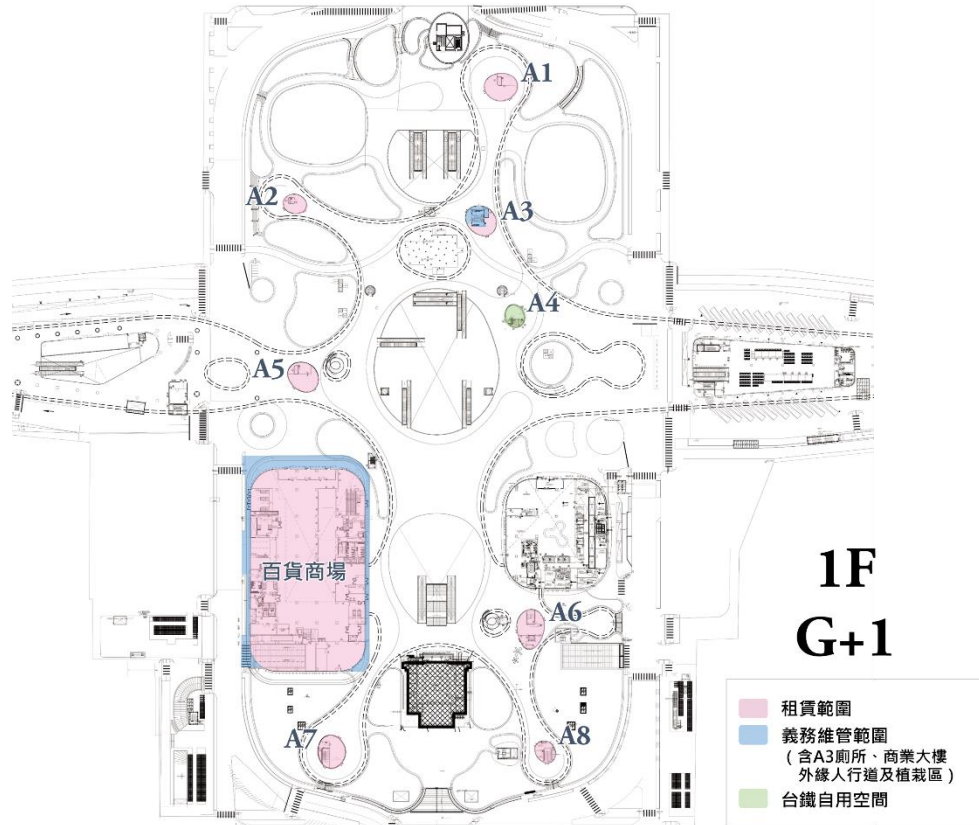 A1
A2
A3
A4
A5
百貨商場
A6
A7
A8
1F
G+1
租賃範圍
義務維管範圍
(含A3廁所、商業大樓
外緣人行道及植栽區)
台鐵自用空間